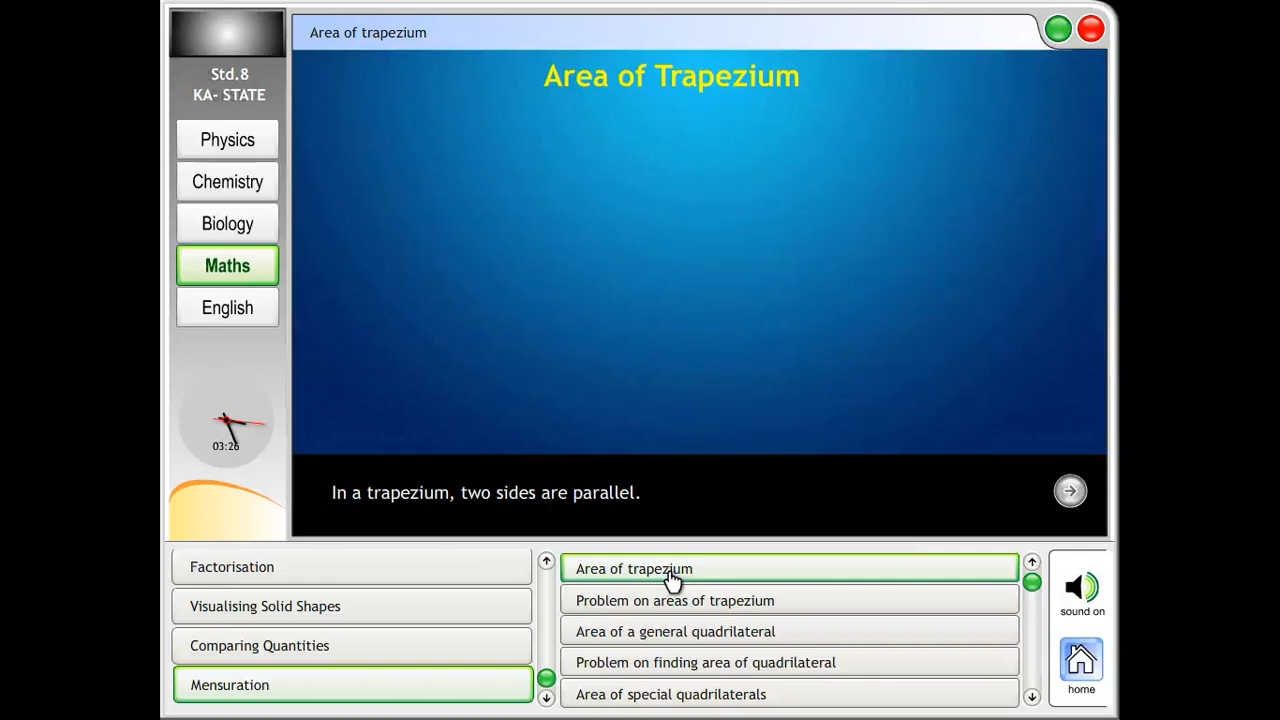 Area of trapezium
Std.8
KA- STATE
Physics
Chemistry
Biology
Maths
English
03:26
Area of Trapezium
In a trapezium, two sides are parallel.
Factorisation
Visualising Solid Shapes
Comparing Quantities
Mensuration
Area of trapezium
Problem on areas of trapezium
Area of a general quadrilateral
Problem on finding area of quadrilateral
Area of special quadrilaterals
sound on
home